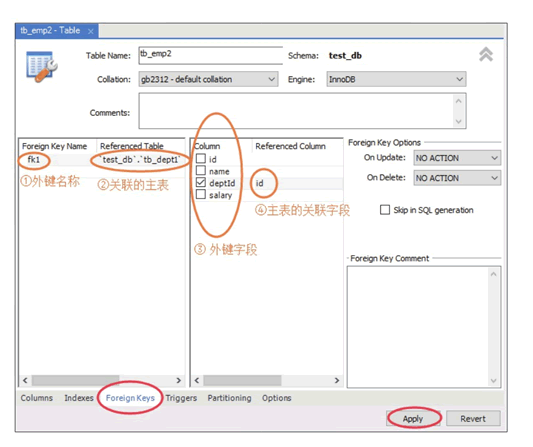 tb_emp2 - Table ×
Table Name: tb_emp2 Schema: test_db
Collation: gb2312 - default collation Engine: InnoDB
Comments:
Foreign Key Name Referenced Table
fk1 `test_db`.`tb_dept1`
①外键名称 ②关联的主表
Column Referenced Column
id
name
deptId id
salary
④主表的关联字段
③ 外键字段
Foreign Key Options
On Update: NO ACTION
On Delete: NO ACTION
Skip in SQL generation
Foreign Key Comment
Columns Indexes Foreign Keys Triggers Partitioning Options
Apply Revert